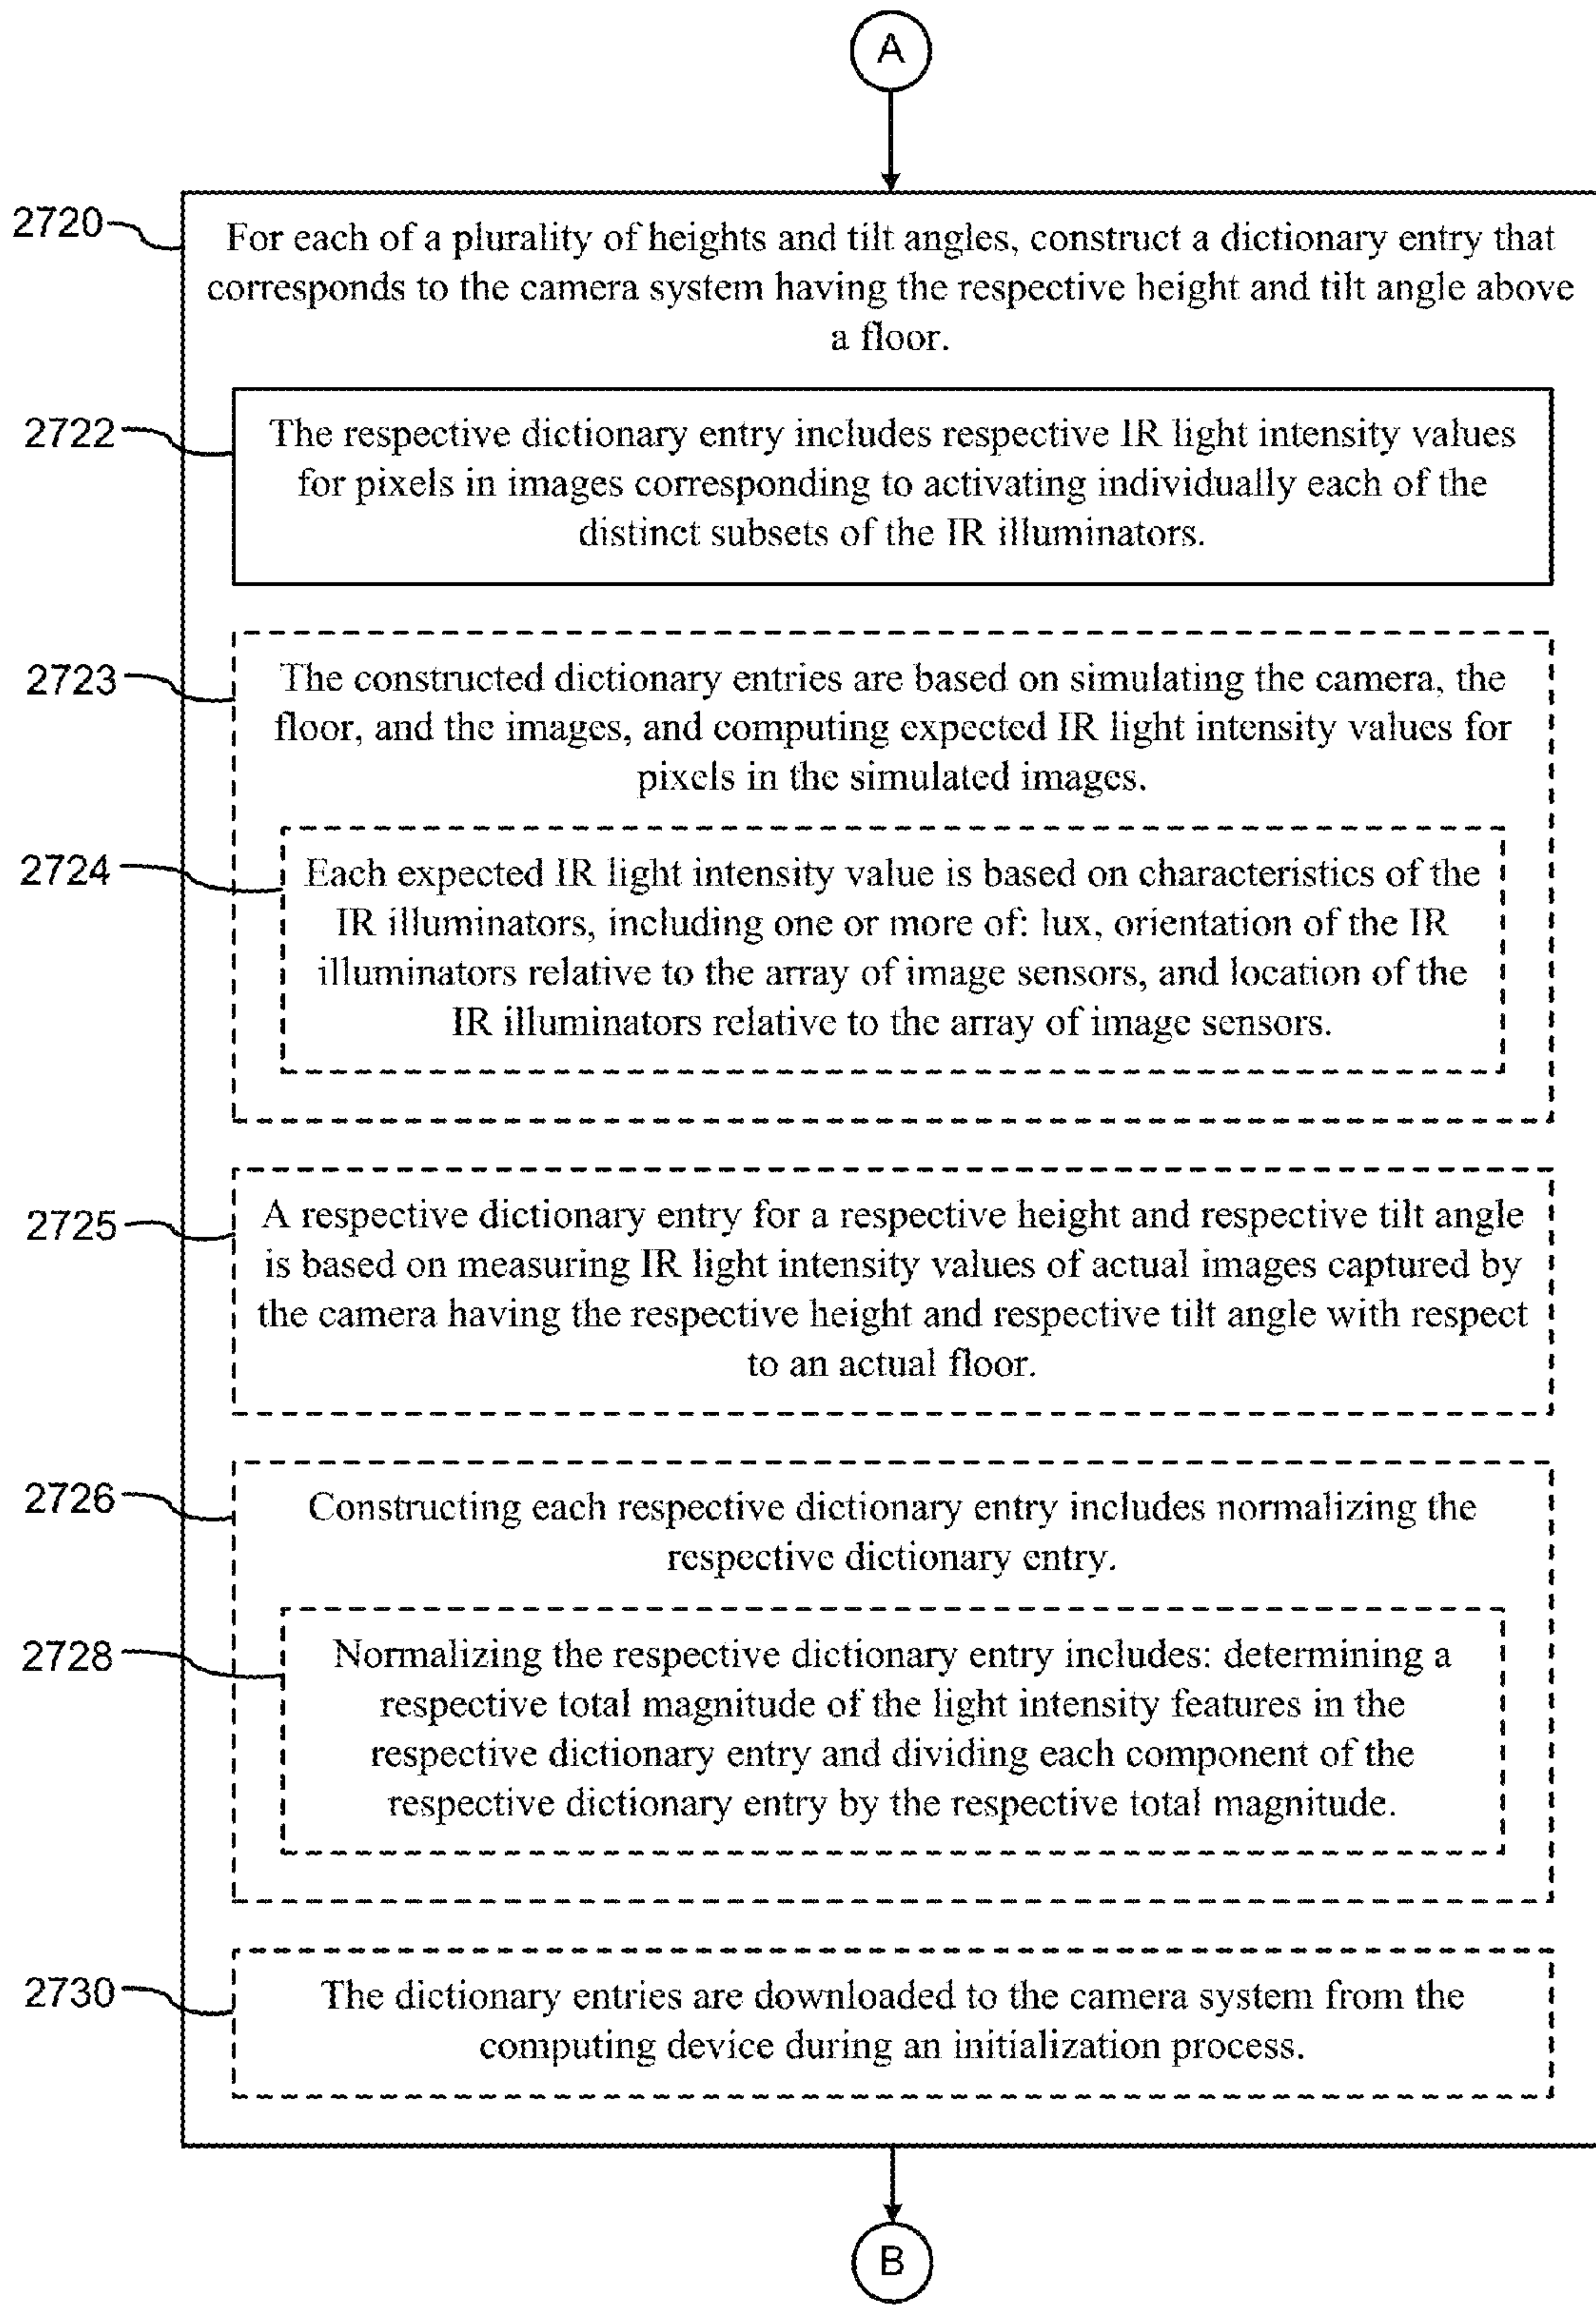 A
2720
For each of a plurality of heights and tilt angles, construct a dictionary entry that
corresponds to the camera system having the respective height and tilt angle above
a floor.
2722
The respective dictionary entry includes respective IR light intensity values
for pixels in images corresponding to activating individually each of the
distinct subsets of the IR illuminators.
2723
The constructed dictionary entries are based on simulating the camera, the
floor, and the images, and computing expected IR light intensity values for
pixels in the simulated images.
2724
Each expected IR light intensity value is based on characteristics of the
IR illuminators, including one or more of: lux, orientation of the IR
illuminators relative to the array of image sensors, and location of the
IR illuminators relative to the array of image sensors.
2725
A respective dictionary entry for a respective height and respective tilt angle
is based on measuring IR light intensity values of actual images captured by
the camera having the respective height and respective tilt angle with respect
to an actual floor.
2726
Constructing each respective dictionary entry includes normalizing the
respective dictionary entry.
2728
Normalizing the respective dictionary entry includes: determining a
respective total magnitude of the light intensity features in the
respective dictionary entry and dividing each component of the
respective dictionary entry by the respective total magnitude.
2730
The dictionary entries are downloaded to the camera system from the
computing device during an initialization process.
B